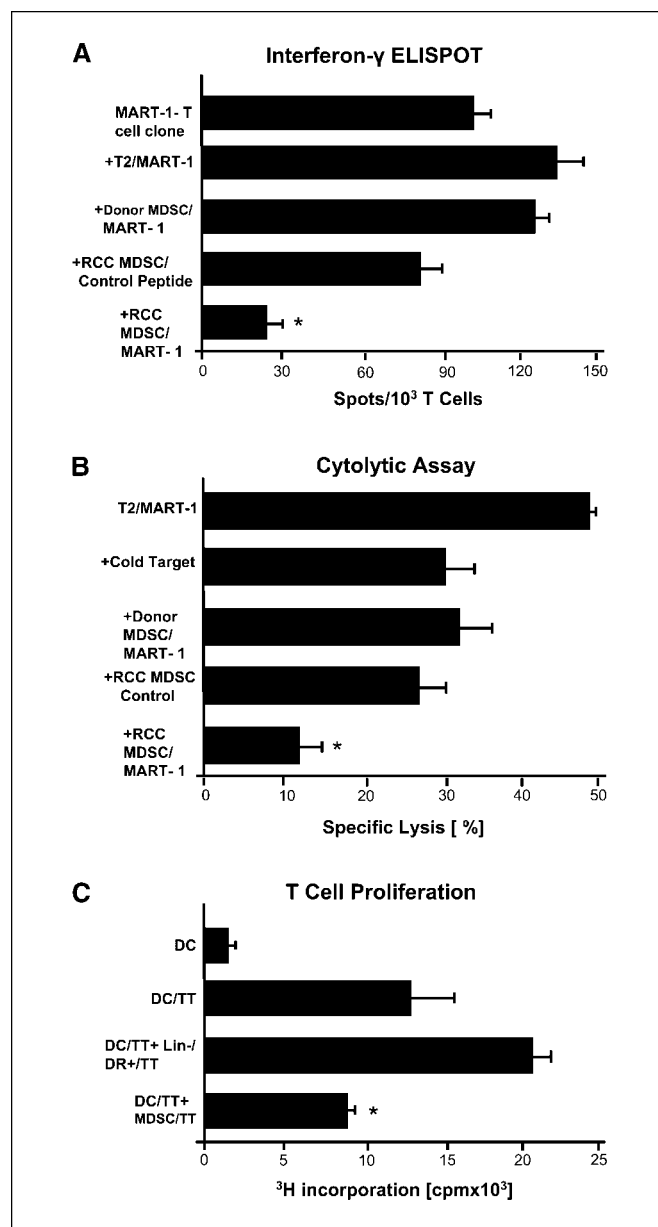 A
Interferon-γ ELISPOT
MART-1- T
cell clone
+T2/MART-1
+Donor MDSC/
MART- 1
+RCC MDSC/
Control Peptide
+RCC
MDSC/
MART- 1
*
0 30 60 90 120 150
Spots/10³ T Cells
B
Cytolytic Assay
T2/MART-1
+Cold Target
+Donor
MDSC/
MART- 1
+RCC MDSC
Control
+RCC
MDSC/
MART- 1
*
0 10 20 30 40 50
Specific Lysis [ %]
C
T Cell Proliferation
DC
DC/TT
DC/TT+ Lin-/
DR+/TT
DC/TT+
MDSC/TT
*
0 5 10 15 20 25
³H incorporation [cpmx10³]